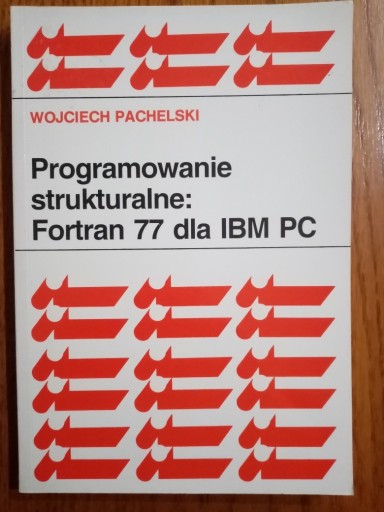 WOJCIECH PACHELSKI
Programowanie
strukturalne:
Fortran 77 dla IBM PC